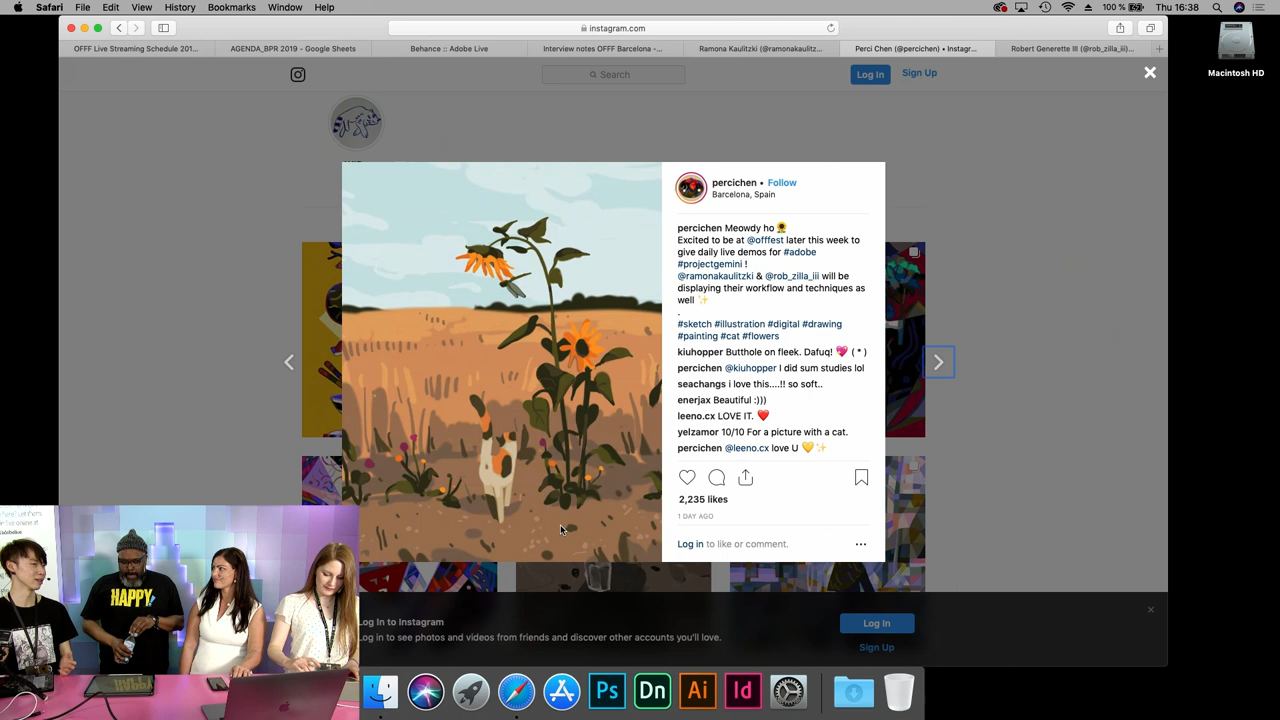 Safari File Edit View History Bookmarks Window Help 100 % Thu 16:38
instagram.com
OFFF Live Streaming Schedule 201... AGENDA_BPR 2019 - Google Sheets Behance :: Adobe Live Interview notes OFFF Barcelona -... Ramona Kaulitzki (@ramonakaulitz... Perci Chen (@percichen) • Instagr... Robert Generette III (@rob_zilla_iii)...
Search Log In Sign Up
Macintosh HD
percichen • Follow
Barcelona, Spain
percichen Meowdy ho 🌻
Excited to be at @offfest later this week to
give daily live demos for #adobe
#projectgemini !
@ramonakaulitzki & @rob_zilla_iii will be
displaying their workflow and techniques as
well ✨
.
#sketch #illustration #digital #drawing
#painting #cat #flowers
kiuhopper Butthole on fleek. Dafuq! 💖 ( * )
percichen @kiuhopper I did sum studies lol
seachangs i love this....!! so soft..
enerjax Beautiful :)))
leeno.cx LOVE IT. ❤️
yelzamor 10/10 For a picture with a cat.
percichen @leeno.cx love U 💛✨
2,235 likes
1 DAY AGO
Log in to like or comment.
Log In to Instagram
Log in to see photos and videos from friends and discover other accounts you'll love.
Log In
Sign Up
HAPPY
Ps Dn Ai Id